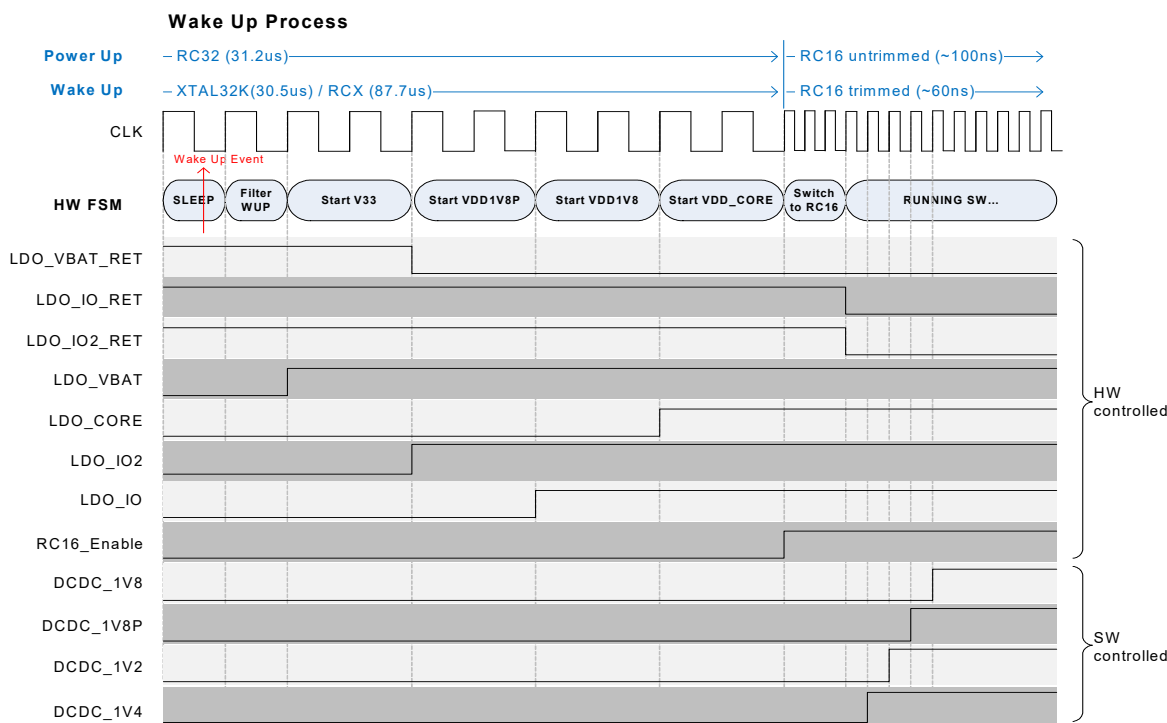 Wake Up Process
Power Up
RC32 (31.2us)
RC16 untrimmed (~100ns)
Wake Up
XTAL32K(30.5us) / RCX (87.7us)
RC16 trimmed (~60ns)
CLK
Wake Up Event
HW FSM
SLEEP
Filter
WUP
Start V33
Start VDD1V8P
Start VDD1V8
Start VDD_CORE
Switch
to RC16
RUNNING SW...
LDO_VBAT_RET
LDO_IO_RET
LDO_IO2_RET
LDO_VBAT
LDO_CORE
LDO_IO2
LDO_IO
RC16_Enable
HW
controlled
DCDC_1V8
DCDC_1V8P
DCDC_1V2
DCDC_1V4
SW
controlled